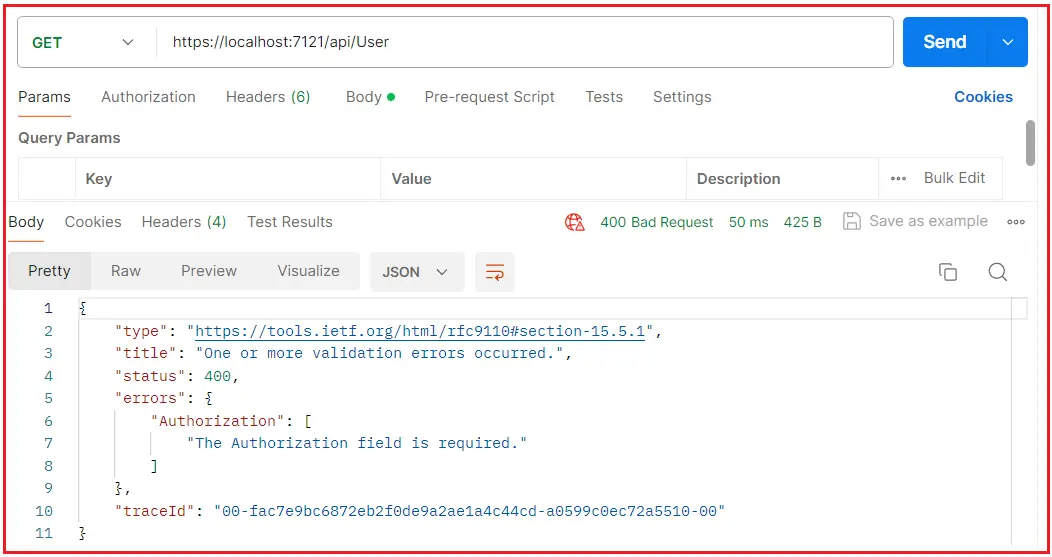 GET https://localhost:7121/api/User Send
Params Authorization Headers (6) Body Pre-request Script Tests Settings Cookies
Query Params
Key Value Description ••• Bulk Edit
Body Cookies Headers (4) Test Results 400 Bad Request 50 ms 425 B Save as example •••
Pretty Raw Preview Visualize JSON
1 {
2 "type": "https://tools.ietf.org/html/rfc9110#section-15.5.1",
3 "title": "One or more validation errors occurred.",
4 "status": 400,
5 "errors": {
6 "Authorization": [
7 "The Authorization field is required."
8 ]
9 },
10 "traceId": "00-fac7e9bc6872eb2f0de9a2ae1a4c44cd-a0599c0ec72a5510-00"
11 }